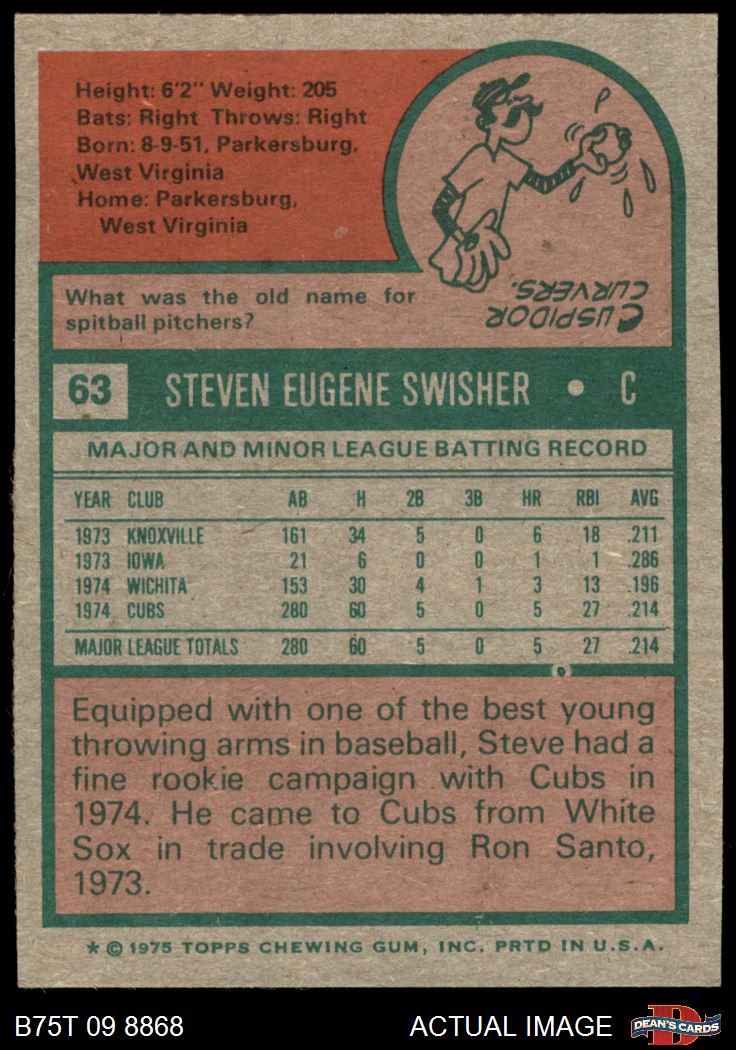 Height: 6'2" Weight: 205
Bats: Right Throws: Right
Born: 8-9-51, Parkersburg,
West Virginia
Home: Parkersburg,
West Virginia
What was the old name for
spitball pitchers?
CUSPIDOR
CURVERS.
63 STEVEN EUGENE SWISHER • C
MAJOR AND MINOR LEAGUE BATTING RECORD
YEAR CLUB AB H 2B 3B HR RBI AVG
1973 KNOXVILLE 161 34 5 0 6 18 .211
1973 IOWA 21 6 0 0 1 1 .286
1974 WICHITA 153 30 4 1 3 13 .196
1974 CUBS 280 60 5 0 5 27 .214
MAJOR LEAGUE TOTALS 280 60 5 0 5 27 .214
Equipped with one of the best young
throwing arms in baseball, Steve had a
fine rookie campaign with Cubs in
1974. He came to Cubs from White
Sox in trade involving Ron Santo,
1973.
* © 1975 TOPPS CHEWING GUM, INC. PRTD IN U.S.A.
B75T 09 8868 ACTUAL IMAGE DEAN'S CARDS